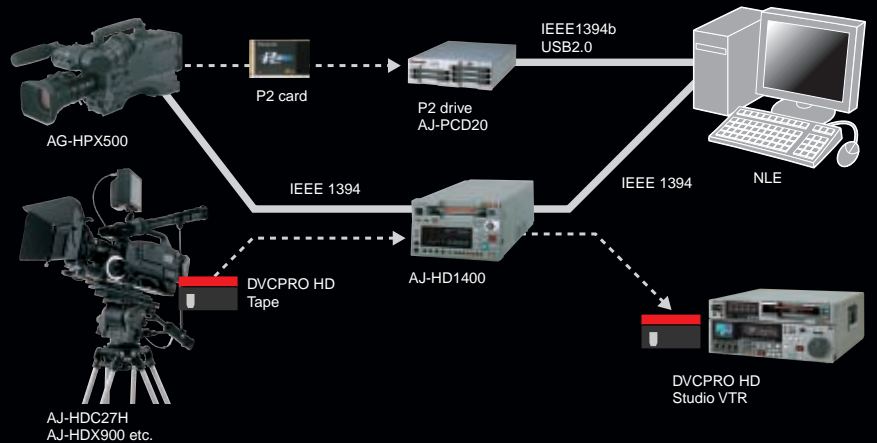 IEEE1394b
USB2.0
P2 card
P2 drive
AJ-PCD20
AG-HPX500
NLE
IEEE 1394
IEEE 1394
AJ-HD1400
DVCPRO HD
Tape
DVCPRO HD
Studio VTR
AJ-HDC27H
AJ-HDX900 etc.